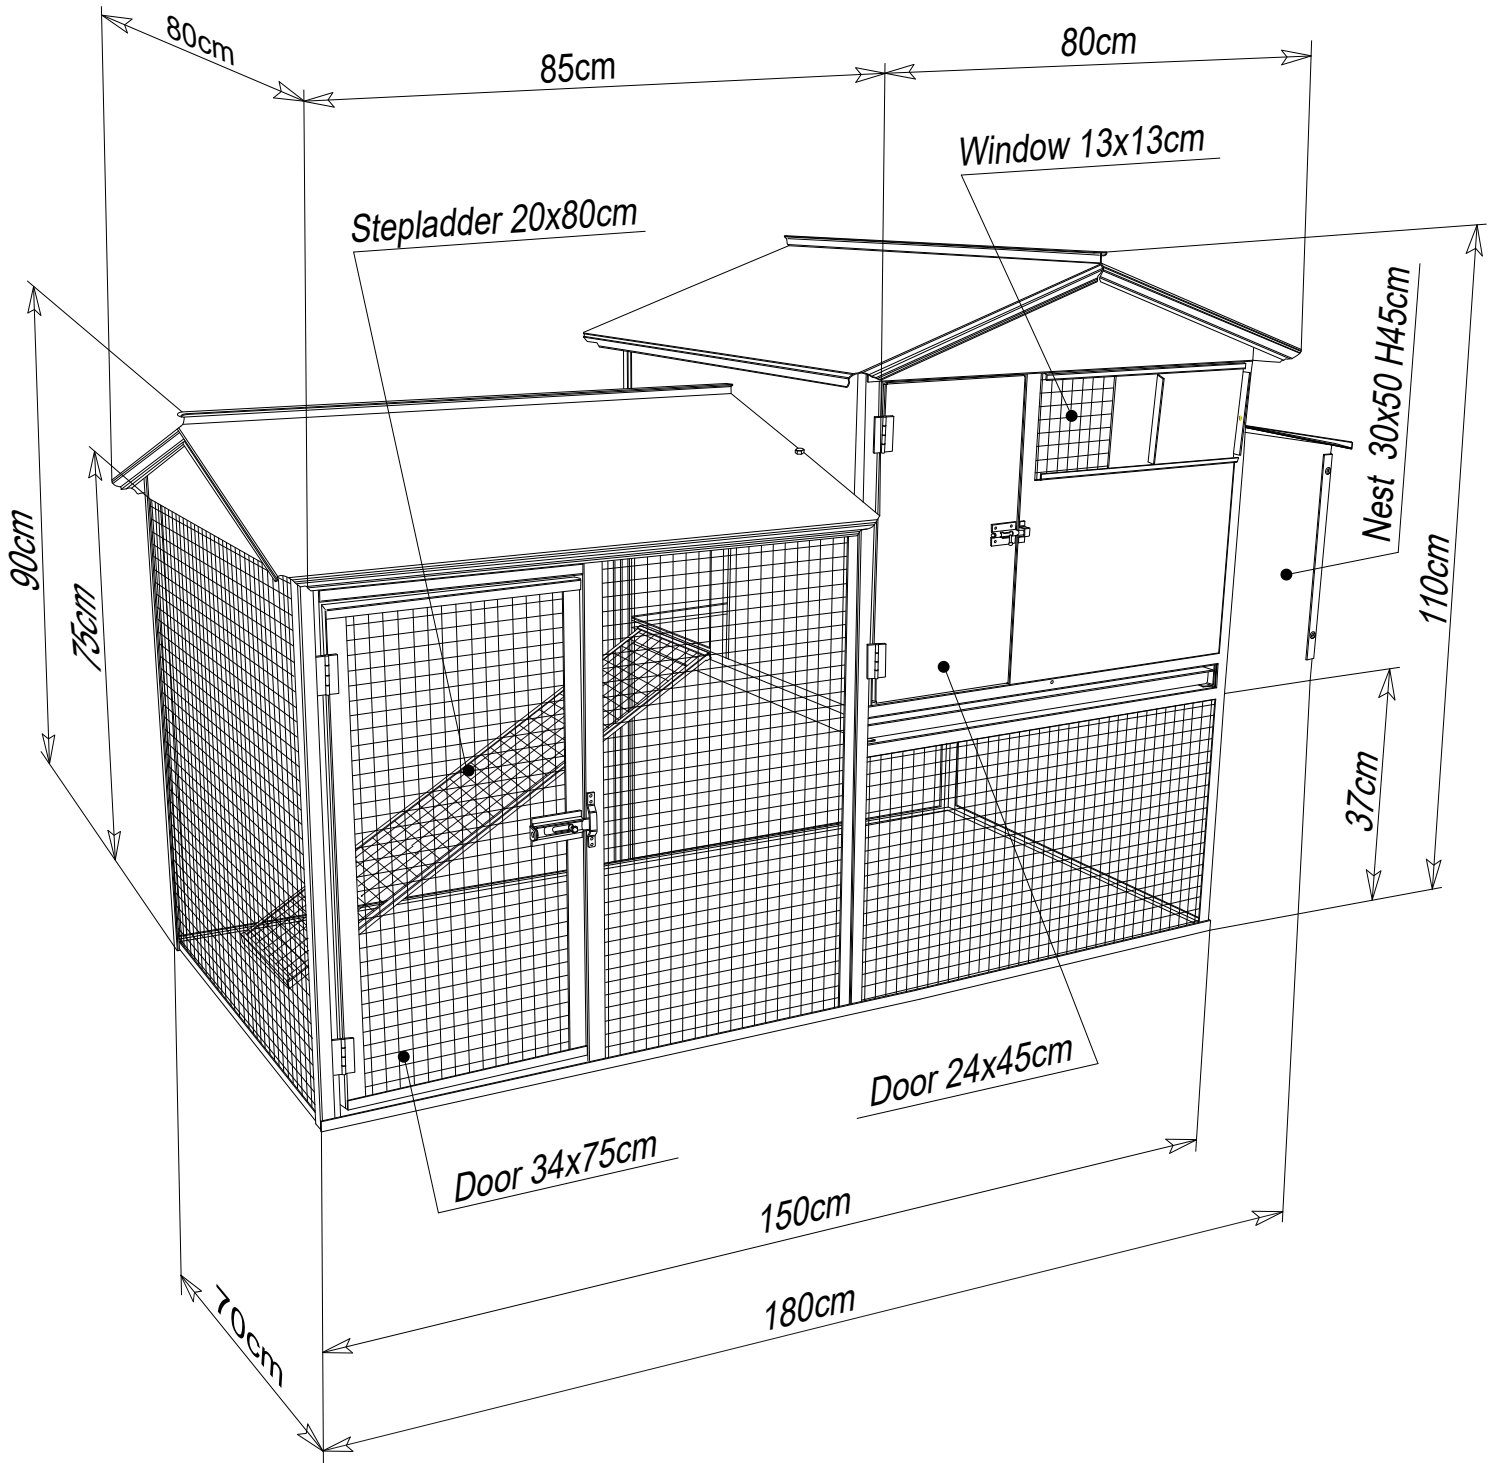 80cm
85cm
80cm
Window 13x13cm
Stepladder 20x80cm
Nest 30x50 H45cm
90cm
75cm
110cm
37cm
Door 24x45cm
Door 34x75cm
150cm
180cm
70cm